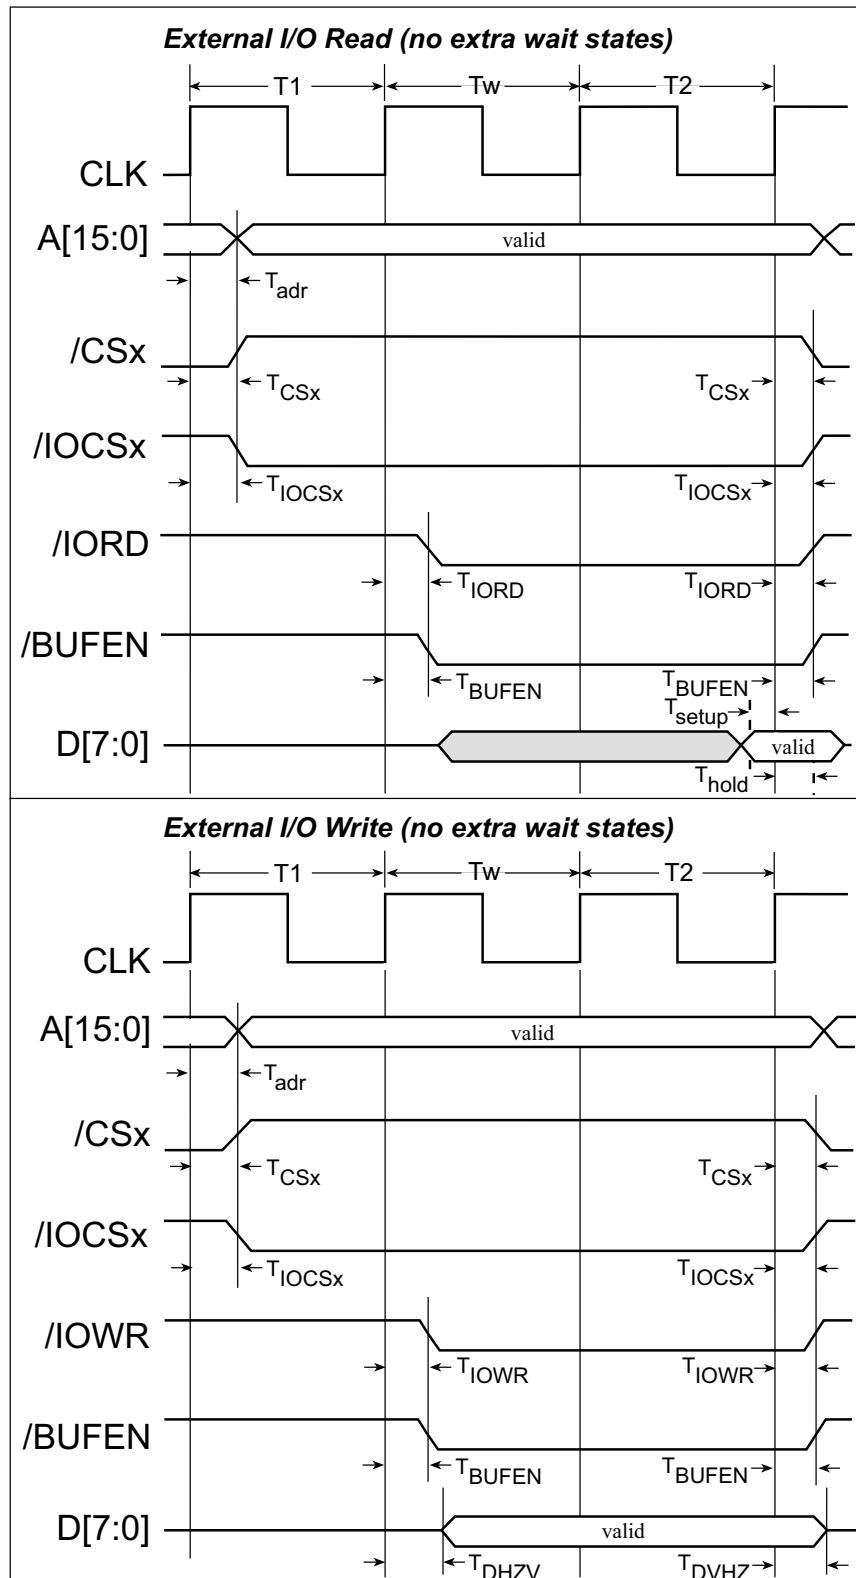 External I/O Read (no extra wait states)
T1 Tw T2
CLK
A[15:0] valid
Tadr
/CSx
TCSx TCSx
/IOCSx
TIOCSx TIOCSx
/IORD
TIORD TIORD
/BUFEN
TBUFEN TBUFEN
Tsetup
D[7:0] valid
Thold
External I/O Write (no extra wait states)
T1 Tw T2
CLK
A[15:0] valid
Tadr
/CSx
TCSx TCSx
/IOCSx
TIOCSx TIOCSx
/IOWR
TIOWR TIOWR
/BUFEN
TBUFEN TBUFEN
D[7:0] valid
TDHZV TDVHZ